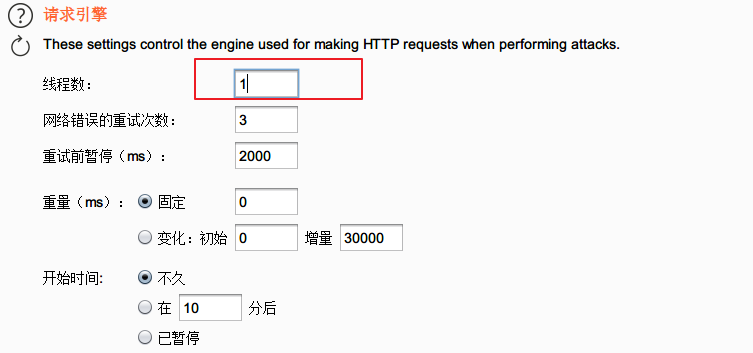 请求引擎
These settings control the engine used for making HTTP requests when performing attacks.
线程数： 1
网络错误的重试次数： 3
重试前暂停（ms）： 2000
重量（ms）： 固定 0
变化：初始 0 增量 30000
开始时间: 不久
在 10 分后
已暂停